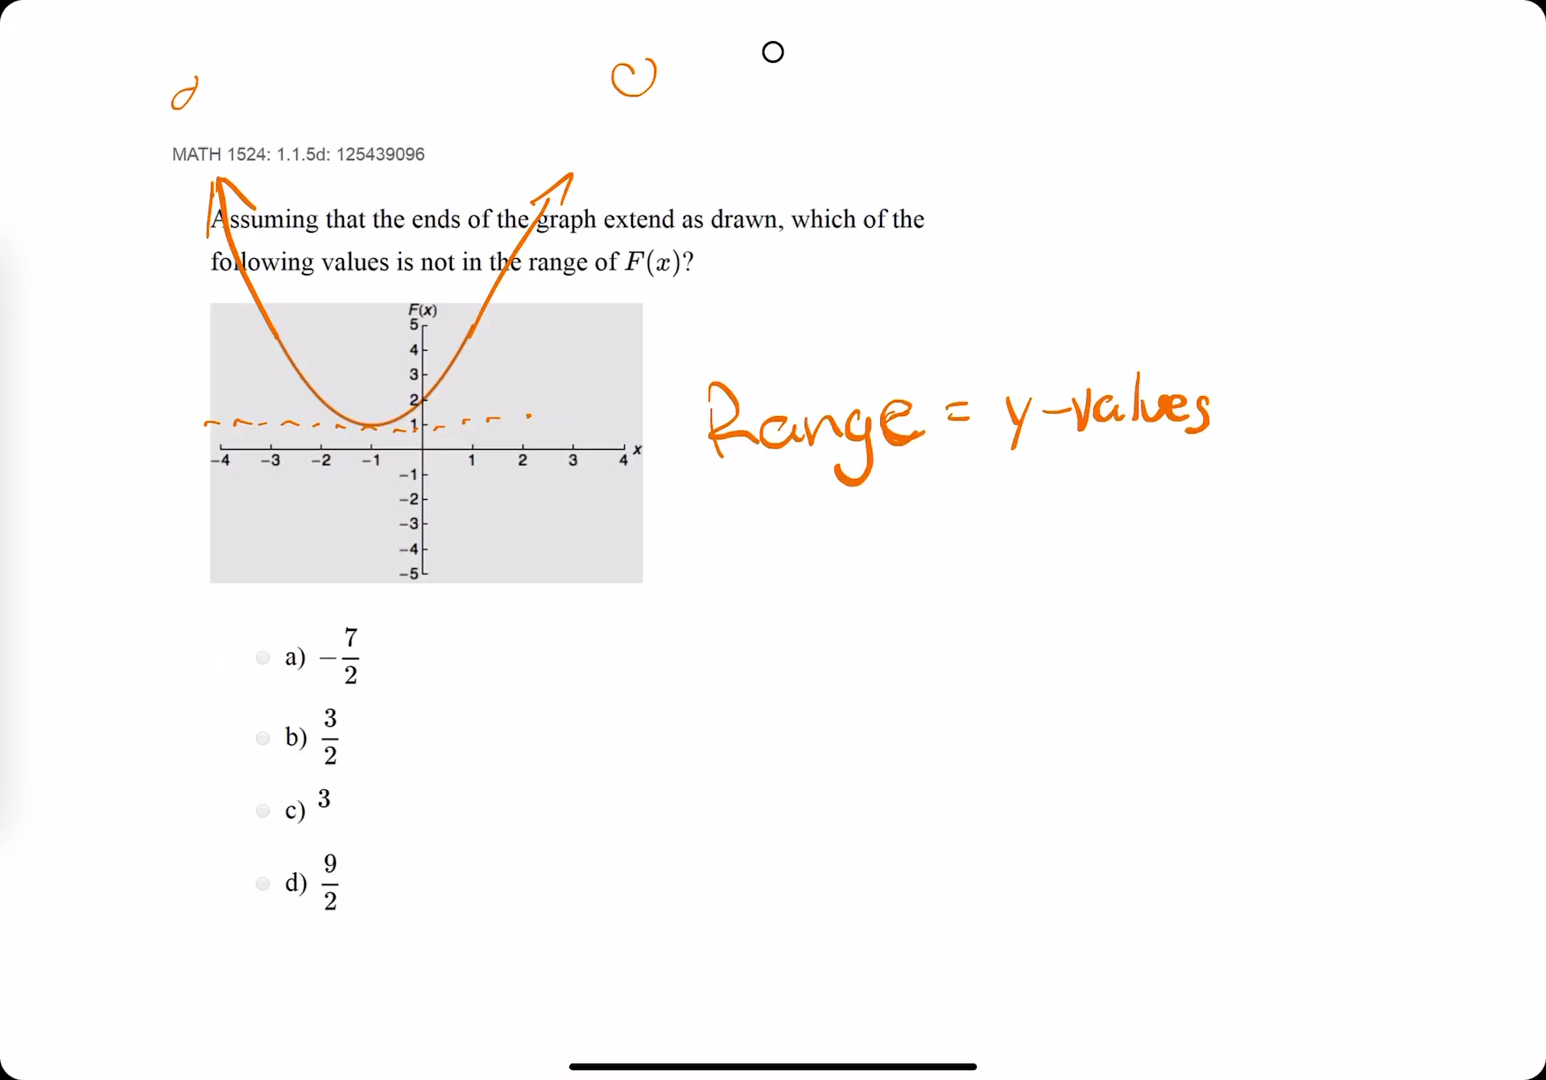 MATH 1524: 1.1.5d: 125439096
Assuming that the ends of the graph extend as drawn, which of the
following values is not in the range of F(x)?
F(x)
5
4
3
2
1
-4 -3 -2 -1 1 2 3 4 x
-1
-2
-3
-4
-5
Range = y-values
a) -7/2
b) 3/2
c) 3
d) 9/2